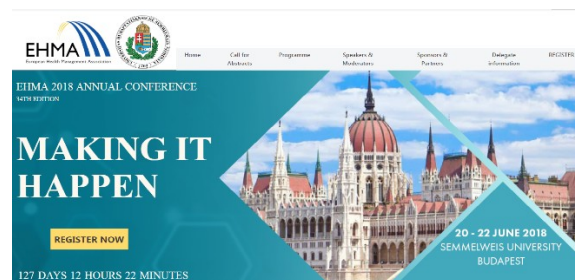 EHMA
European Health Management Association
Home
Call for
Abstracts
Programme
Speakers &
Moderators
Sponsors &
Partners
Delegate
information
REGISTER
EHMA 2018 ANNUAL CONFERENCE
14TH EDITION
MAKING IT
HAPPEN
REGISTER NOW
20 - 22 JUNE 2018
SEMMELWEIS UNIVERSITY
BUDAPEST
127 DAYS 12 HOURS 22 MINUTES